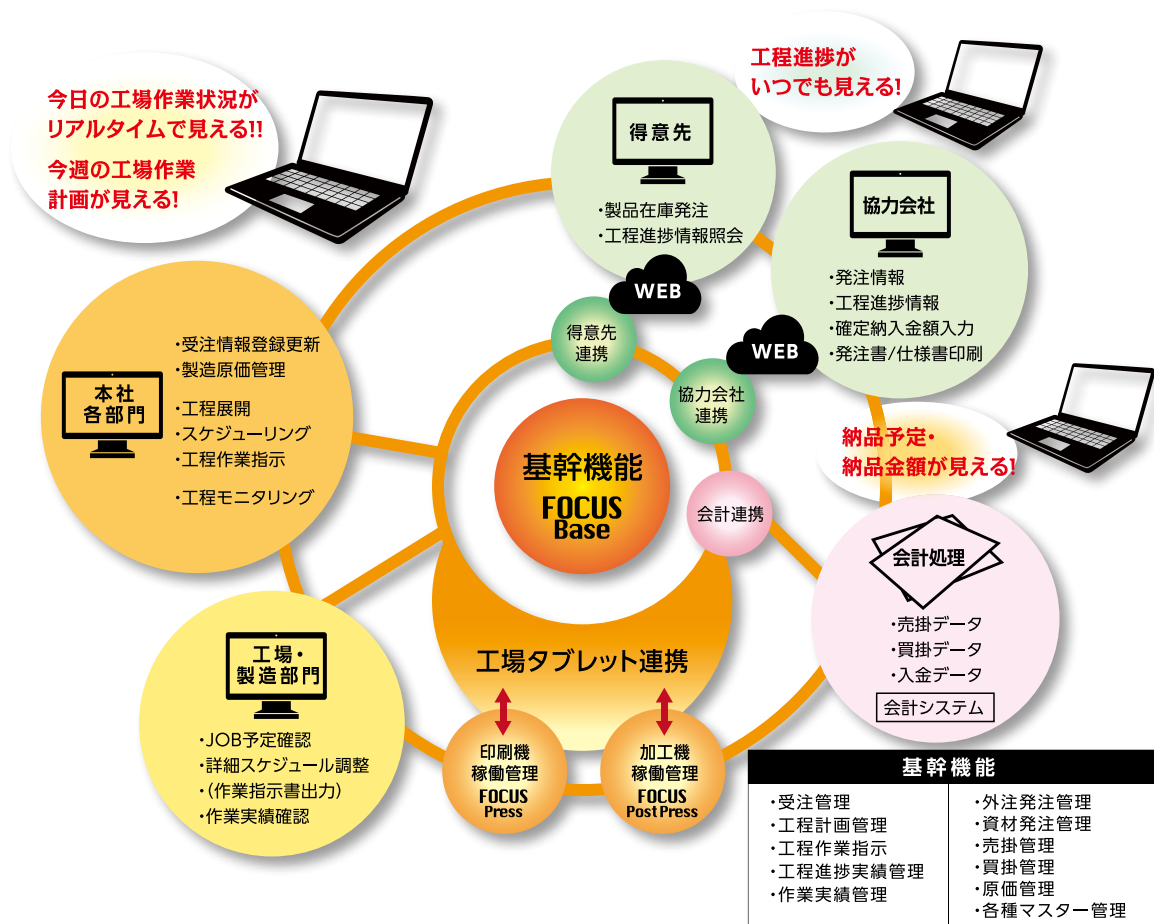 今日の工場作業状況が
リアルタイムで見える!!
今週の工場作業
計画が見える!
工程進捗が
いつでも見える!
得意先
・製品在庫発注
・工程進捗情報照会
WEB
協力会社
・発注情報
・工程進捗情報
・確定納入金額入力
・発注書/仕様書印刷
WEB
得意先
連携
協力会社
連携
会計連携
本社
各部門
・受注情報登録更新
・製造原価管理
・工程展開
・スケジューリング
・工程作業指示
・工程モニタリング
基幹機能
FOCUS
Base
納品予定・
納品金額が見える!
会計処理
・売掛データ
・買掛データ
・入金データ
会計システム
工場・
製造部門
・JOB予定確認
・詳細スケジュール調整
・(作業指示書出力)
・作業実績確認
工場タブレット連携
印刷機
稼働管理
FOCUS
Press
加工機
稼働管理
FOCUS
PostPress
基幹機能
・受注管理
・工程計画管理
・工程作業指示
・工程進捗実績管理
・作業実績管理
・外注発注管理
・資材発注管理
・売掛管理
・買掛管理
・原価管理
・各種マスター管理